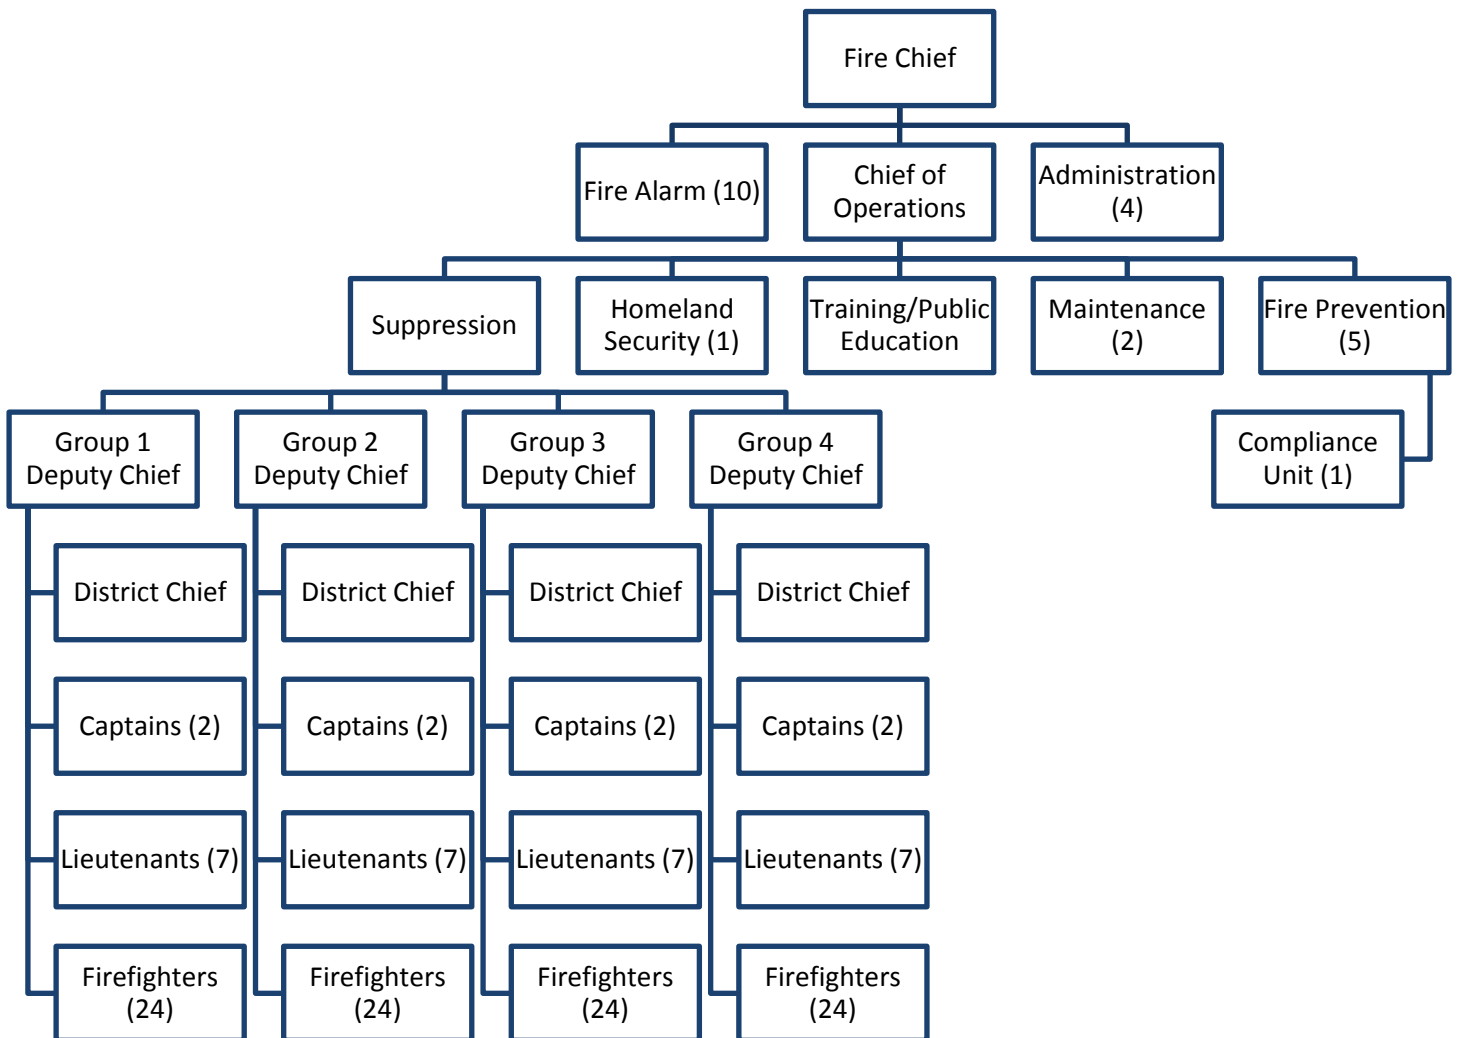 Fire Chief
Fire Alarm (10)
Chief of
Operations
Administration
(4)
Suppression
Homeland
Security (1)
Training/Public
Education
Maintenance
(2)
Fire Prevention
(5)
Group 1
Deputy Chief
Group 2
Deputy Chief
Group 3
Deputy Chief
Group 4
Deputy Chief
Compliance
Unit (1)
District Chief
District Chief
District Chief
District Chief
Captains (2)
Captains (2)
Captains (2)
Captains (2)
Lieutenants (7)
Lieutenants (7)
Lieutenants (7)
Lieutenants (7)
Firefighters
(24)
Firefighters
(24)
Firefighters
(24)
Firefighters
(24)